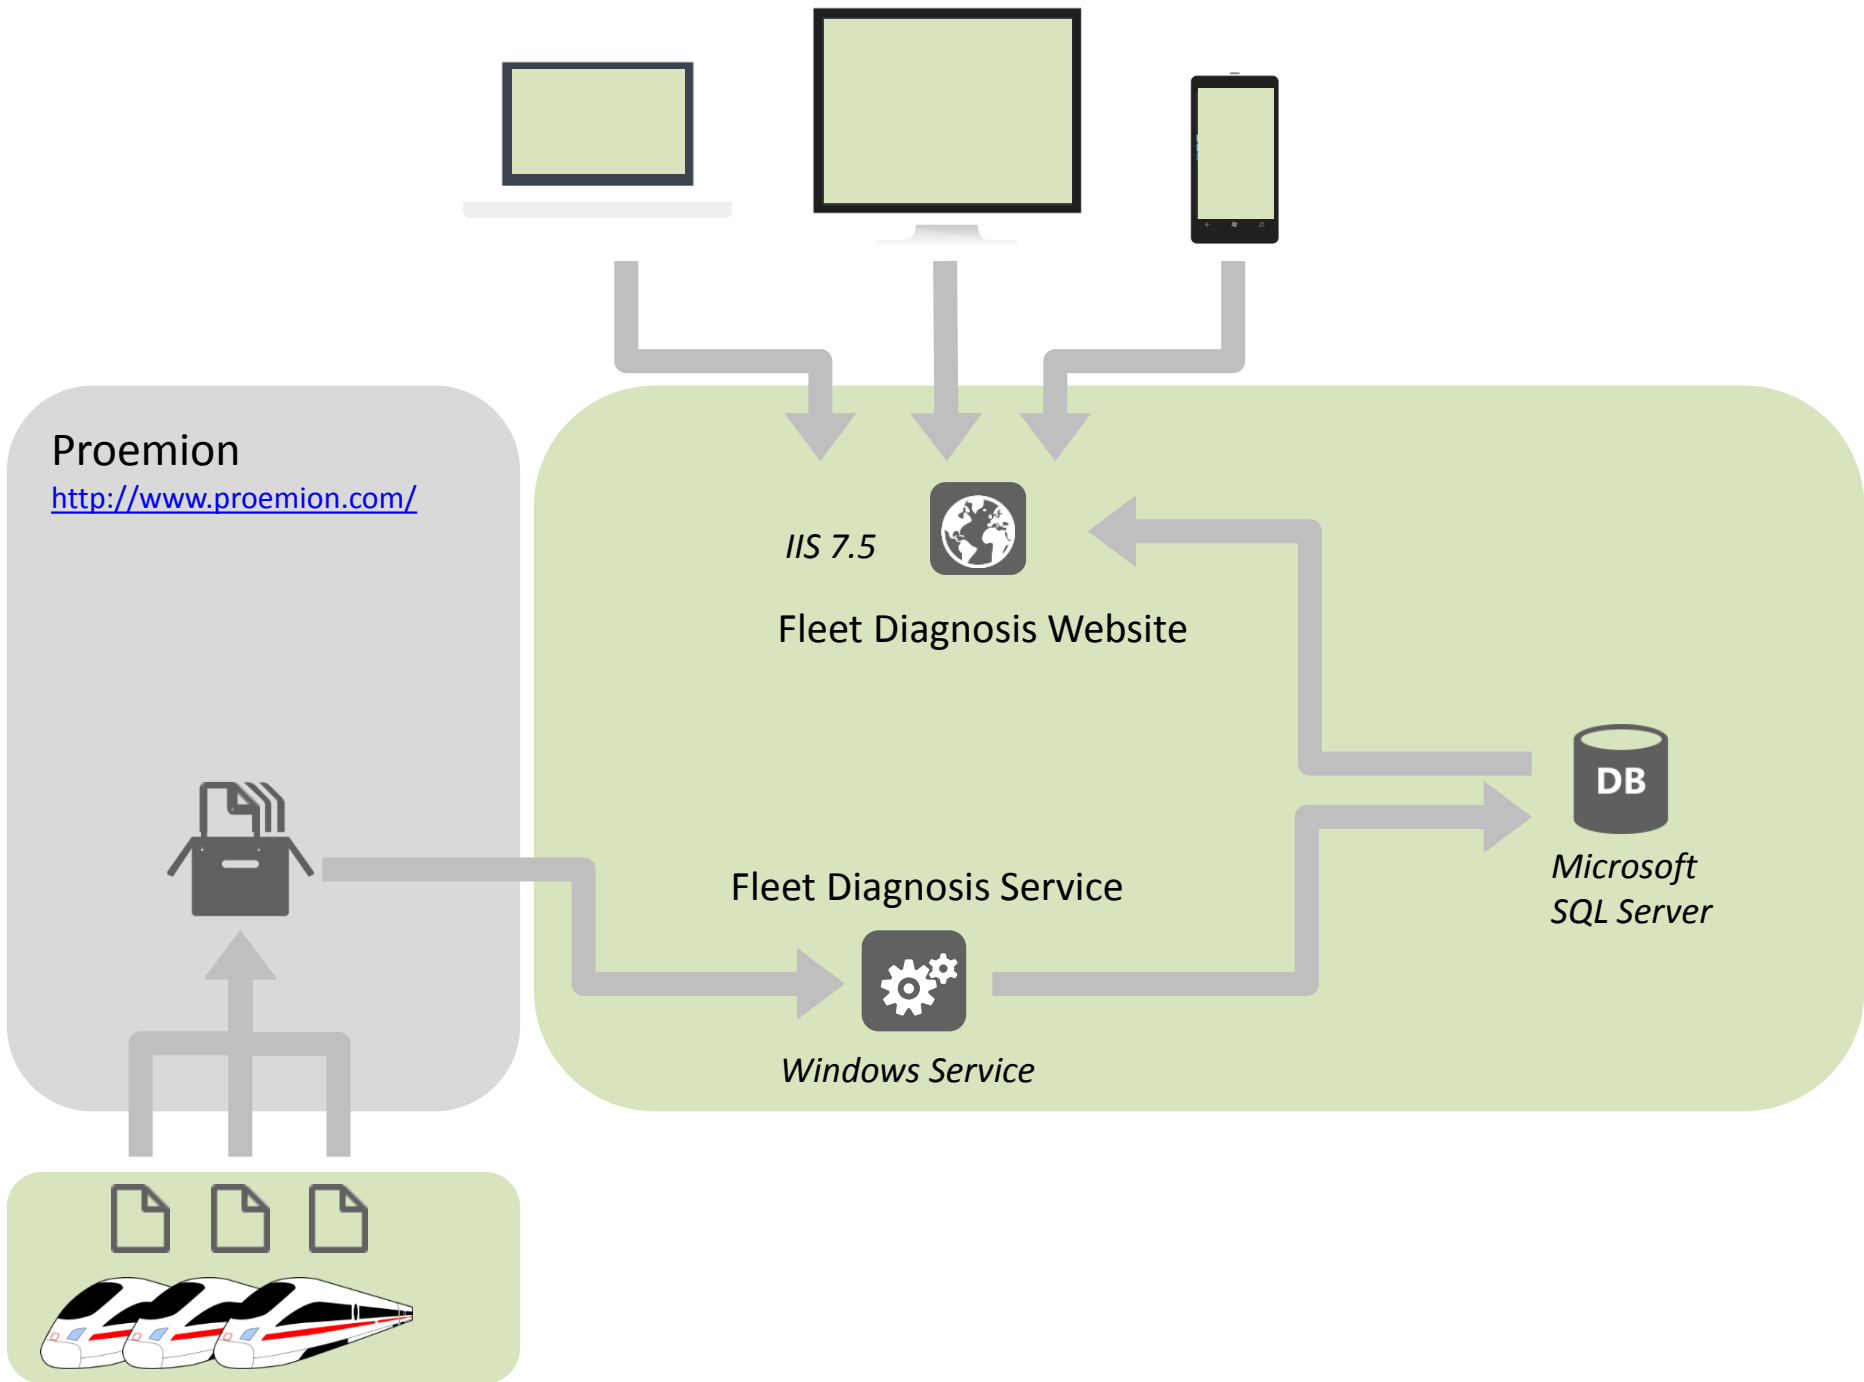 Proemion
http://www.proemion.com/
IIS 7.5
Fleet Diagnosis Website
DB
Microsoft
SQL Server
Fleet Diagnosis Service
Windows Service